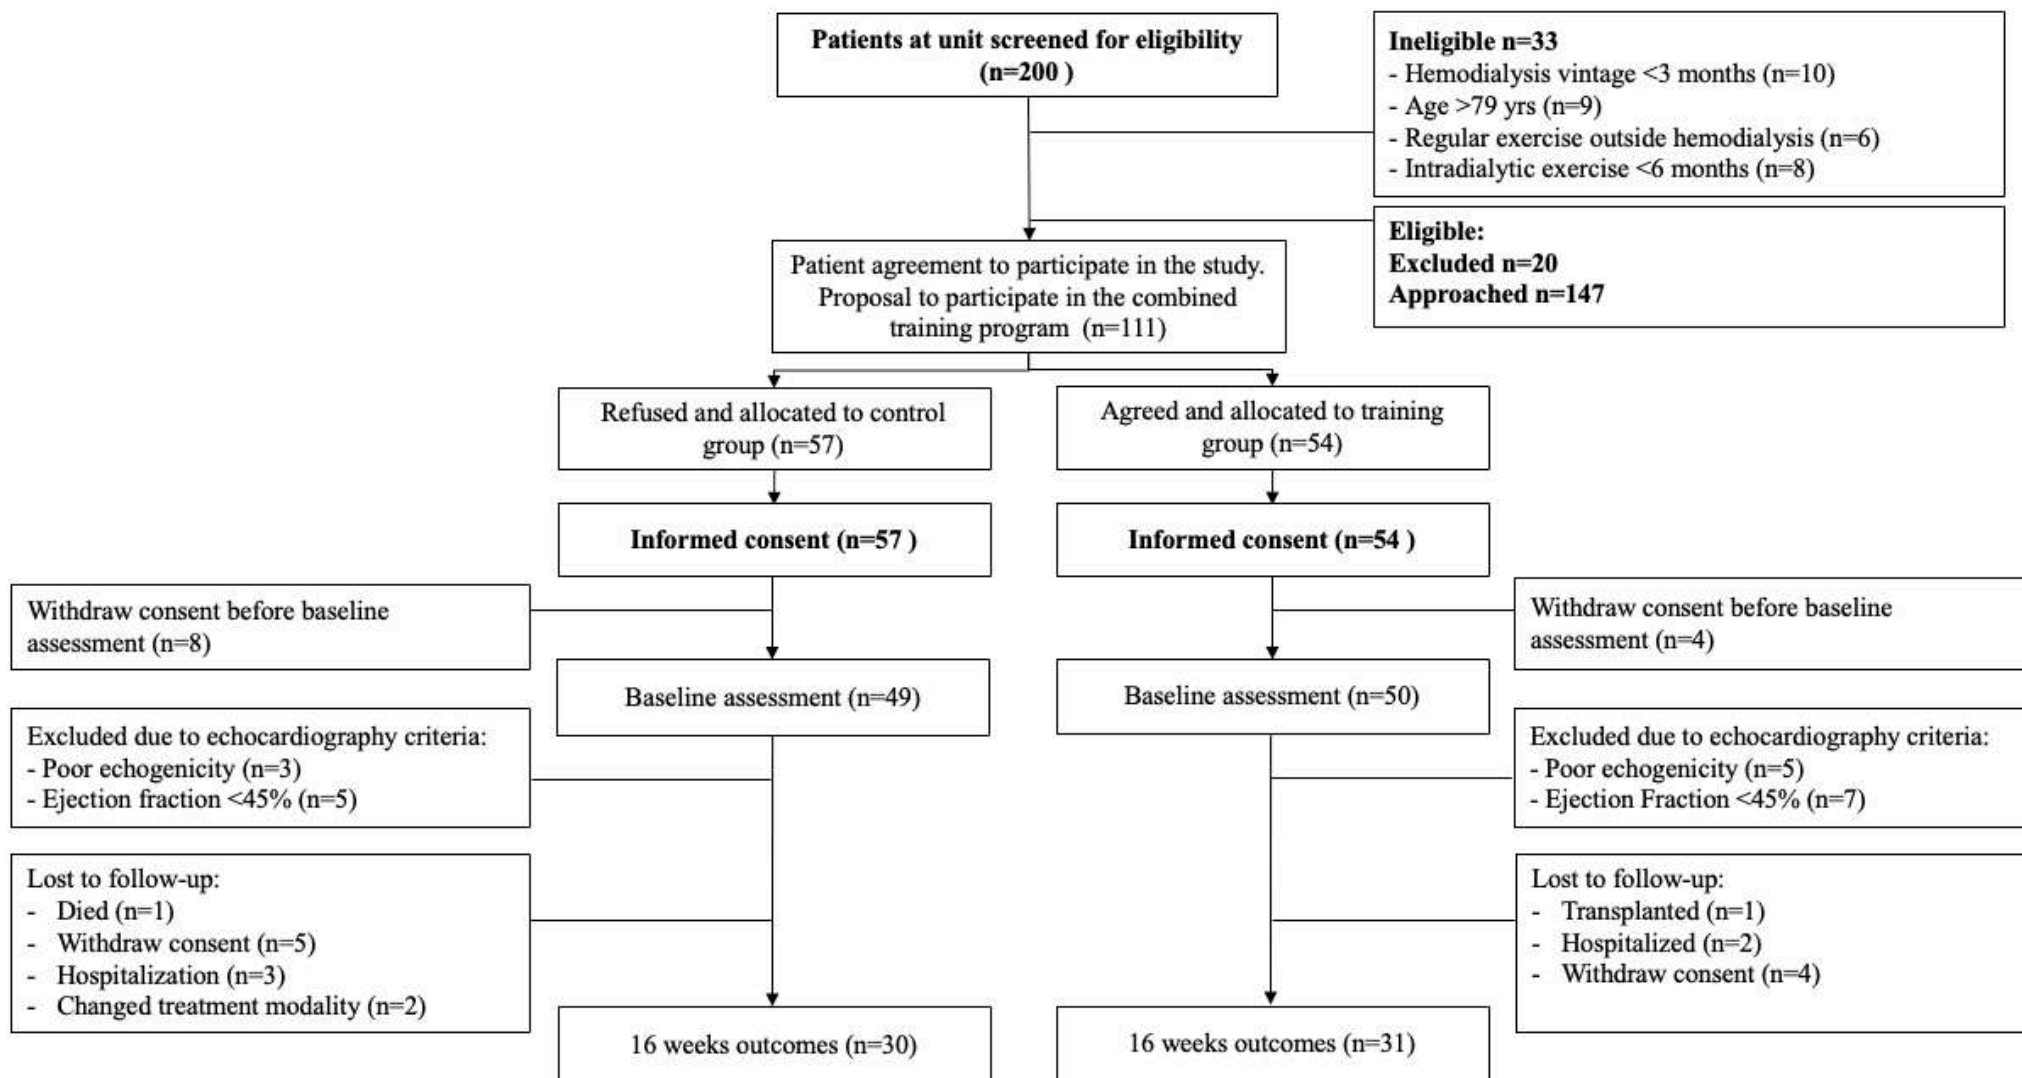 Patients at unit screened for eligibility
(n=200 )
Ineligible n=33
- Hemodialysis vintage <3 months (n=10)
- Age >79 yrs (n=9)
- Regular exercise outside hemodialysis (n=6)
- Intradialytic exercise <6 months (n=8)
Eligible:
Excluded n=20
Approached n=147
Patient agreement to participate in the study.
Proposal to participate in the combined
training program  (n=111)
Refused and allocated to control
group (n=57)
Agreed and allocated to training
group (n=54)
Informed consent (n=57 )
Informed consent (n=54 )
Withdraw consent before baseline
assessment (n=8)
Withdraw consent before baseline
assessment (n=4)
Baseline assessment (n=49)
Baseline assessment (n=50)
Excluded due to echocardiography criteria:
- Poor echogenicity (n=3)
- Ejection fraction <45% (n=5)
Excluded due to echocardiography criteria:
- Poor echogenicity (n=5)
- Ejection Fraction <45% (n=7)
Lost to follow-up:
- Died (n=1)
- Withdraw consent (n=5)
- Hospitalization (n=3)
- Changed treatment modality (n=2)
Lost to follow-up:
- Transplanted (n=1)
- Hospitalized (n=2)
- Withdraw consent (n=4)
16 weeks outcomes (n=30)
16 weeks outcomes (n=31)